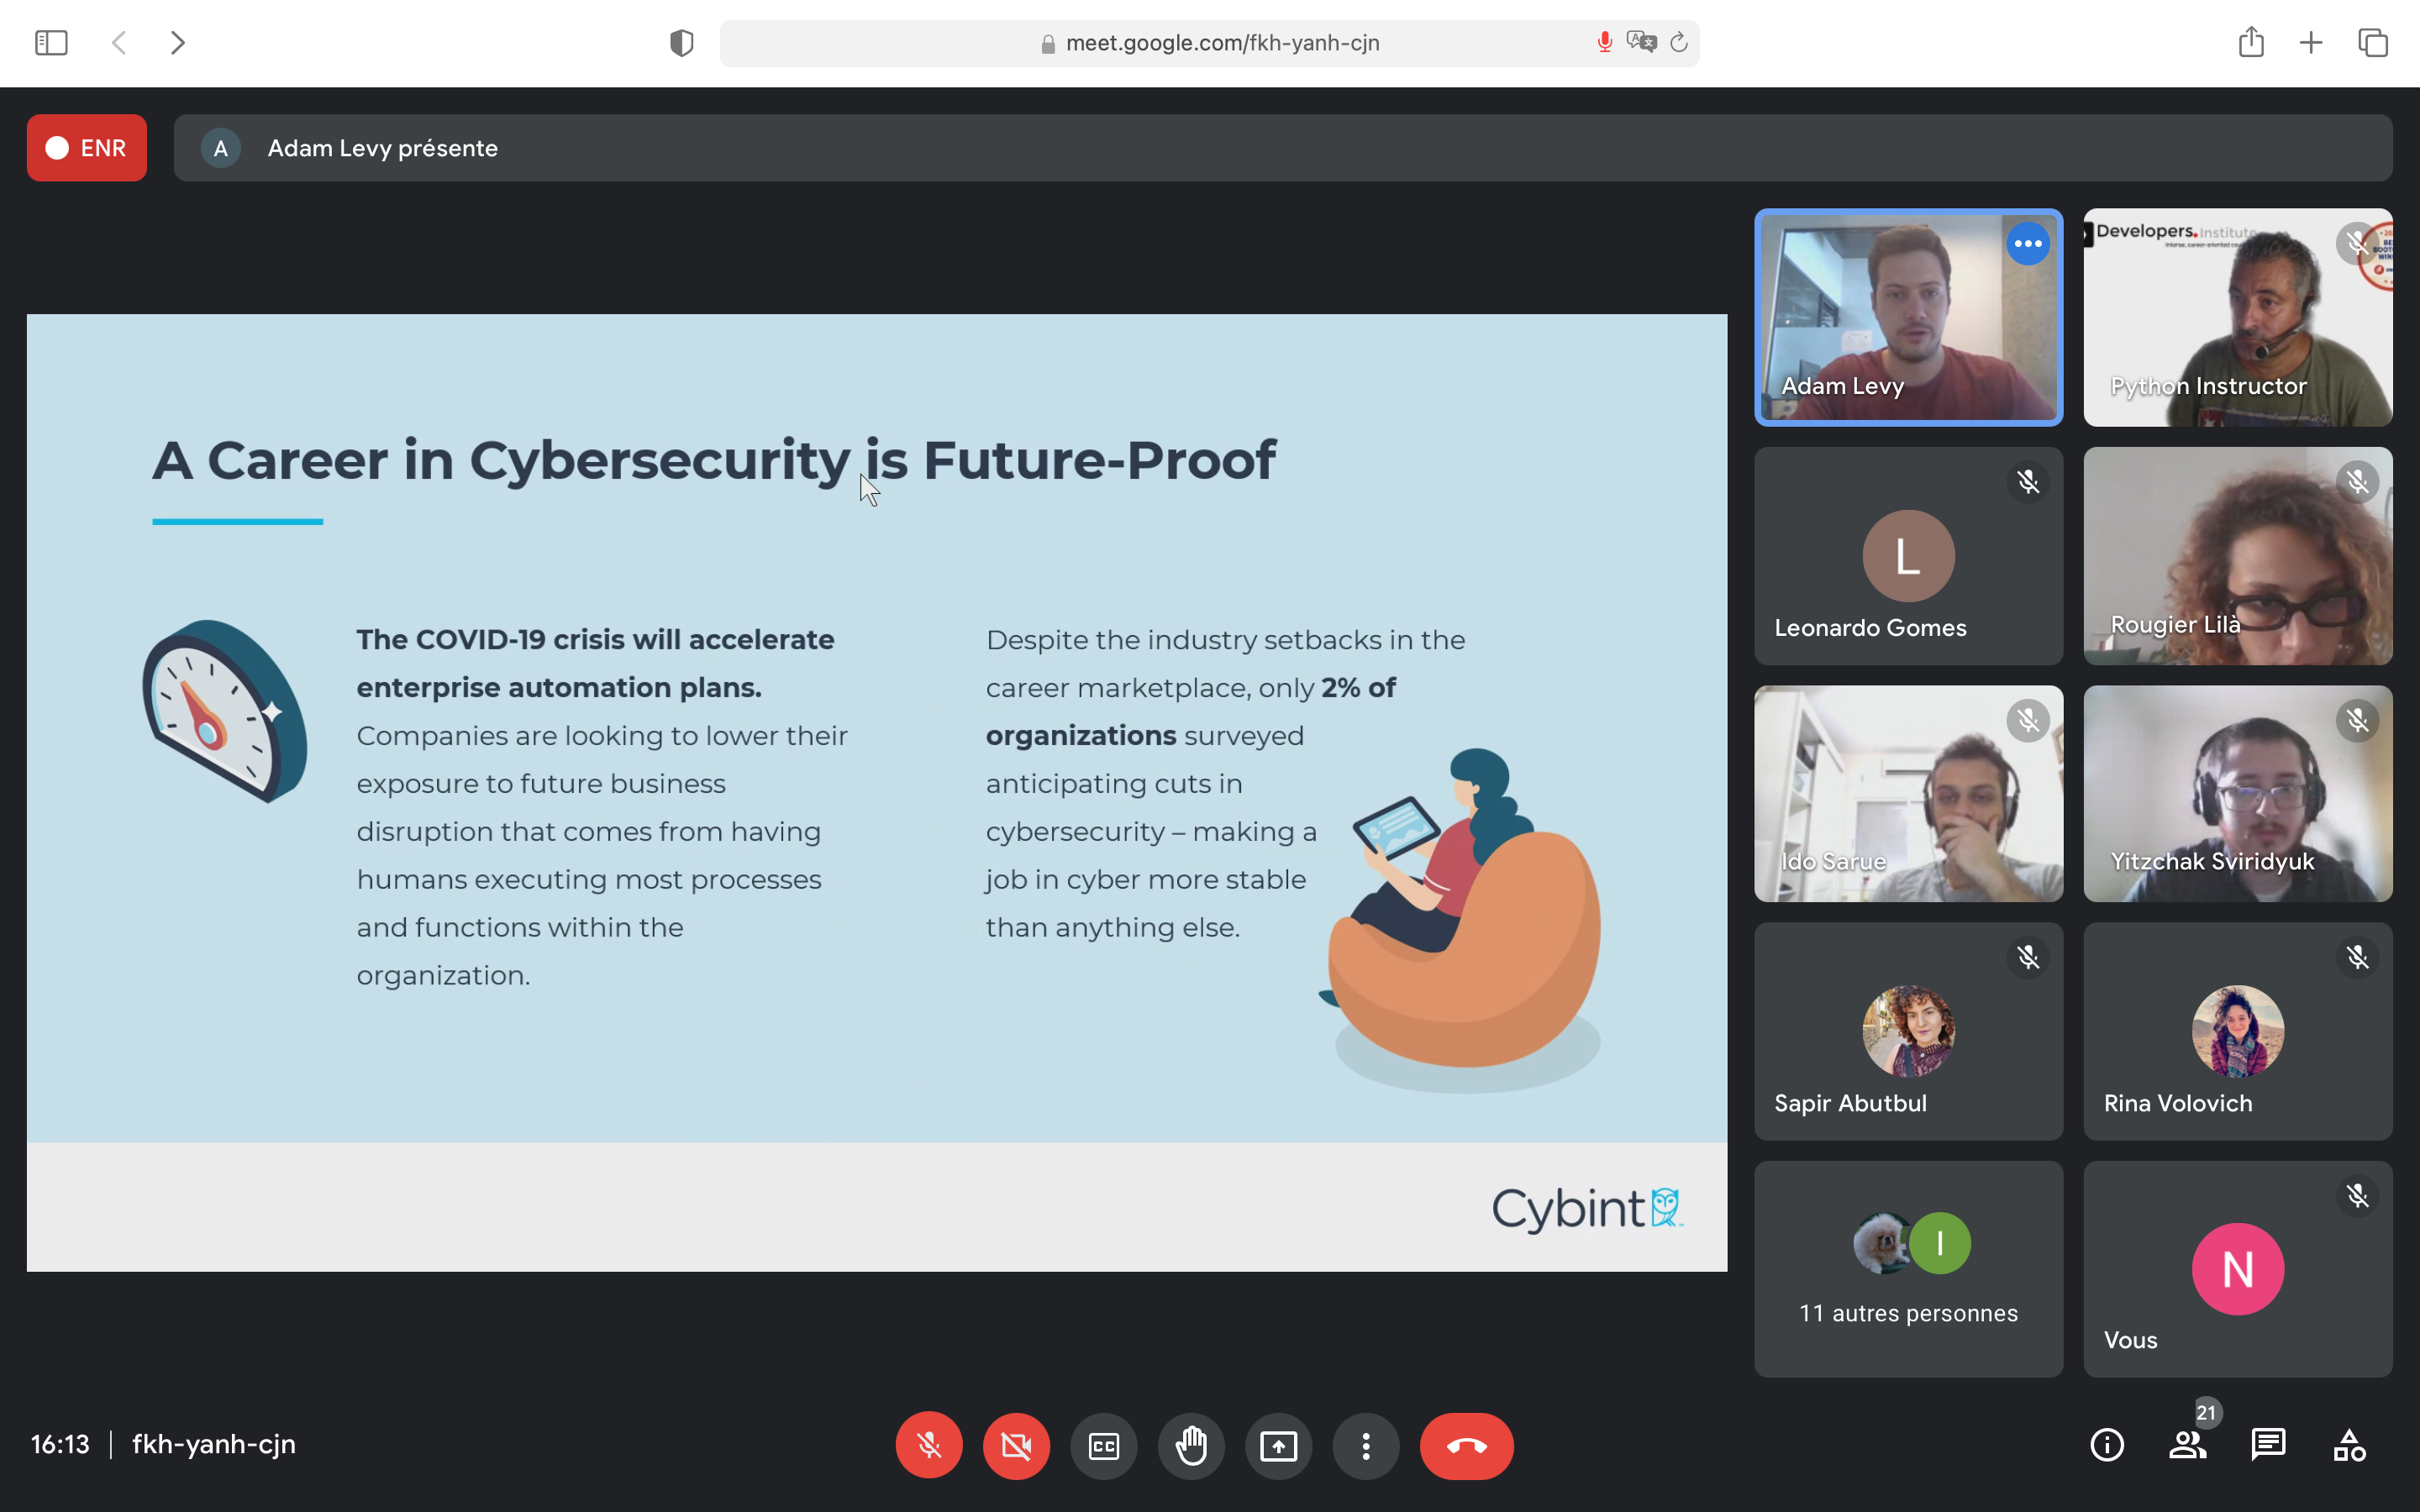 meet.google.com/fkh-yanh-cjn
ENR
A
Adam Levy présente
A Career in Cybersecurity is Future-Proof
The COVID-19 crisis will accelerate
enterprise automation plans.
Companies are looking to lower their
exposure to future business
disruption that comes from having
humans executing most processes
and functions within the
organization.
Despite the industry setbacks in the
career marketplace, only 2% of
organizations surveyed
anticipating cuts in
cybersecurity – making a
job in cyber more stable
than anything else.
Cybint
Adam Levy
Developers.Institute
Python Instructor
L
Leonardo Gomes
Rougier Lilà
Ido Sarue
Yitzchak Sviridyuk
Sapir Abutbul
Rina Volovich
I
11 autres personnes
N
Vous
16:13 | fkh-yanh-cjn
CC
21